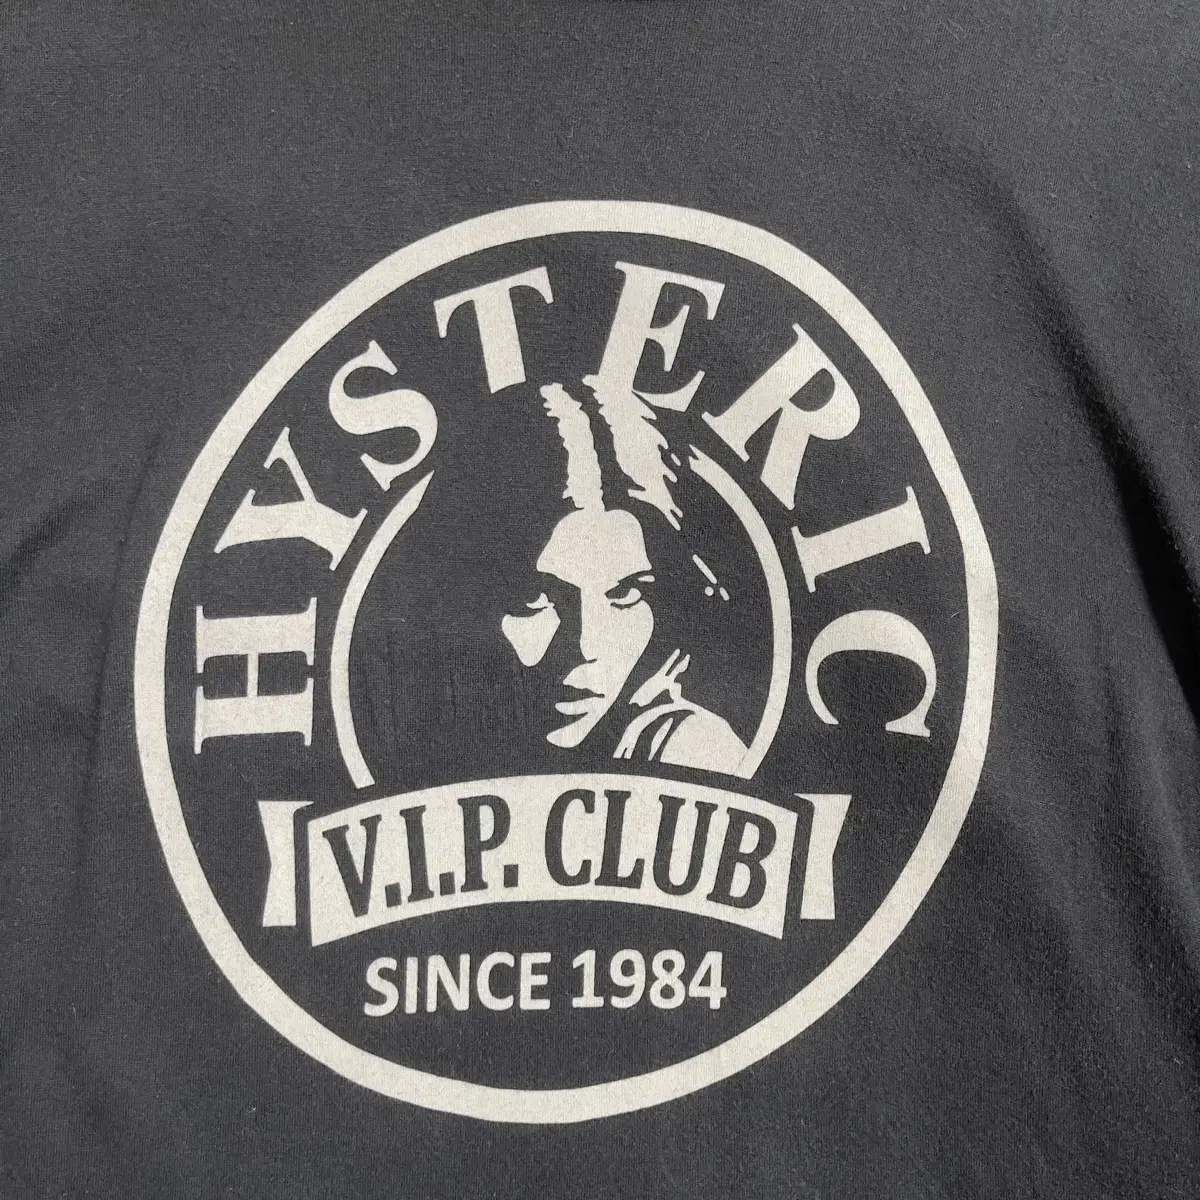 HYSTERIC
V.I.P. CLUB
SINCE 1984